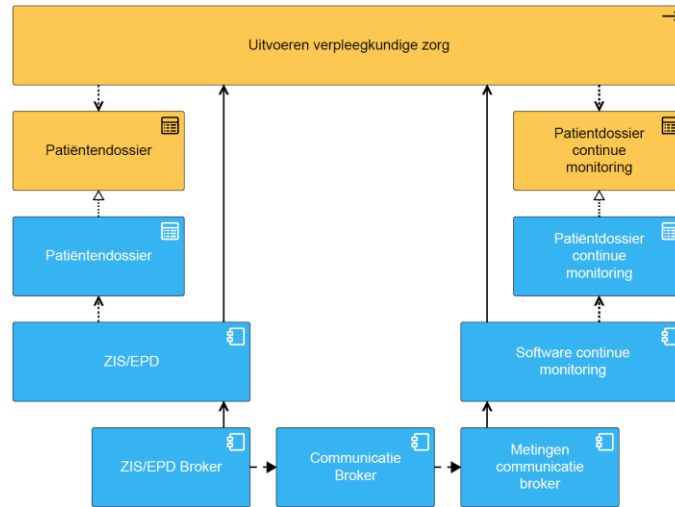 Uitvoeren verpleegkundige zorg
Patiëntendossier
Patientdossier
continue
monitoring
Patiëntendossier
Patiëntdossier
continue
monitoring
ZIS/EPD
Software continue
monitoring
ZIS/EPD Broker
Communicatie
Broker
Metingen
communicatie
broker